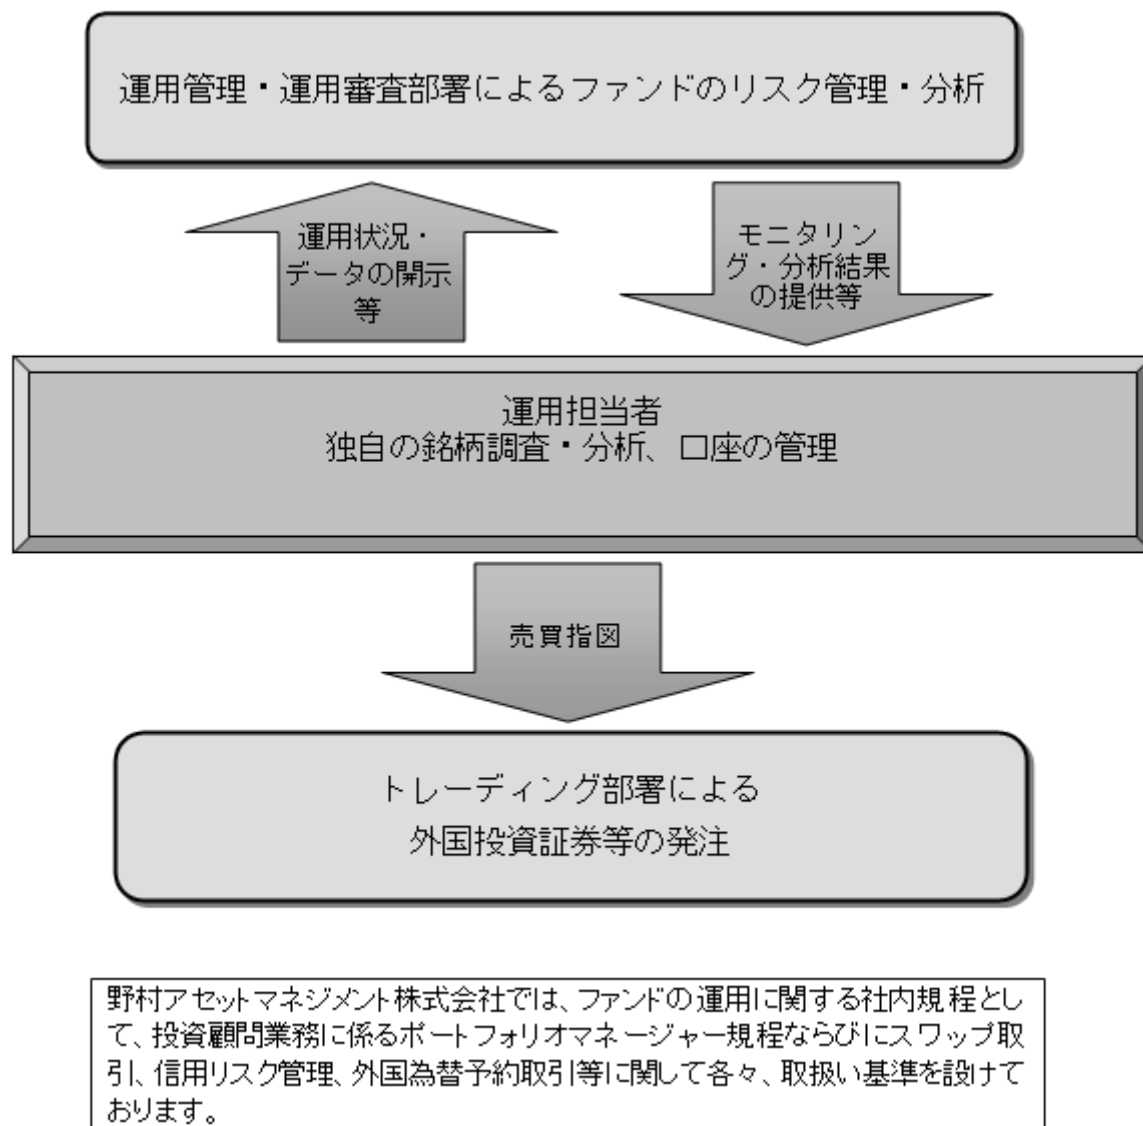 運用管理・運用審査部署によるファンドのリスク管理・分析
運用状況・
データの開示
等
モニタリン
グ・分析結果
の提供等
運用担当者
独自の銘柄調査・分析、口座の管理
売買指図
トレーディング部署による
外国投資証券等の発注
野村アセットマネジメント株式会社では、ファンドの運用に関する社内規程とし
て、投資顧問業務に係るポートフォリオマネージャー規程ならびにスワップ取
引、信用リスク管理、外国為替予約取引等に関して各々、取扱い基準を設けて
おります。